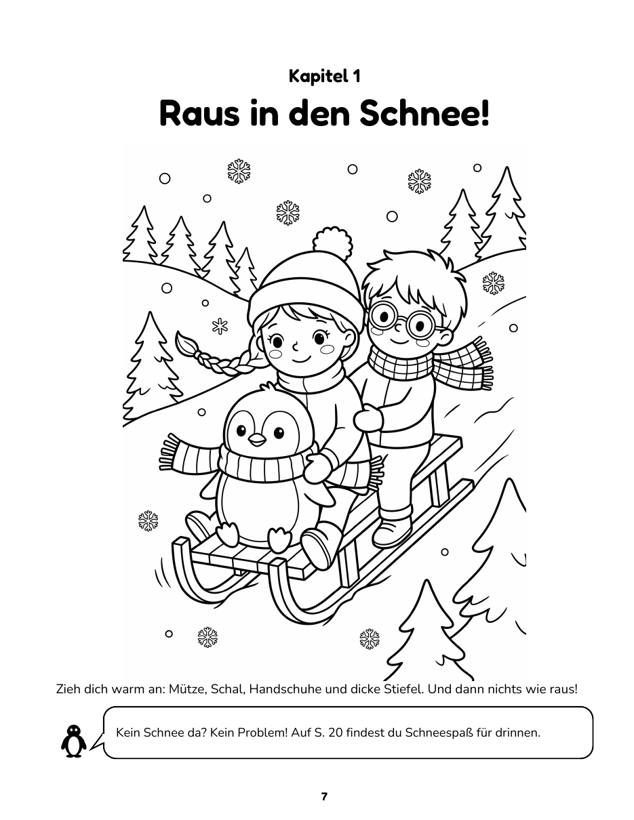 Kapitel 1
Raus in den Schnee!
Zieh dich warm an: Mütze, Schal, Handschuhe und dicke Stiefel. Und dann nichts wie raus!
Kein Schnee da? Kein Problem! Auf S. 20 findest du Schneespaß für drinnen.
7